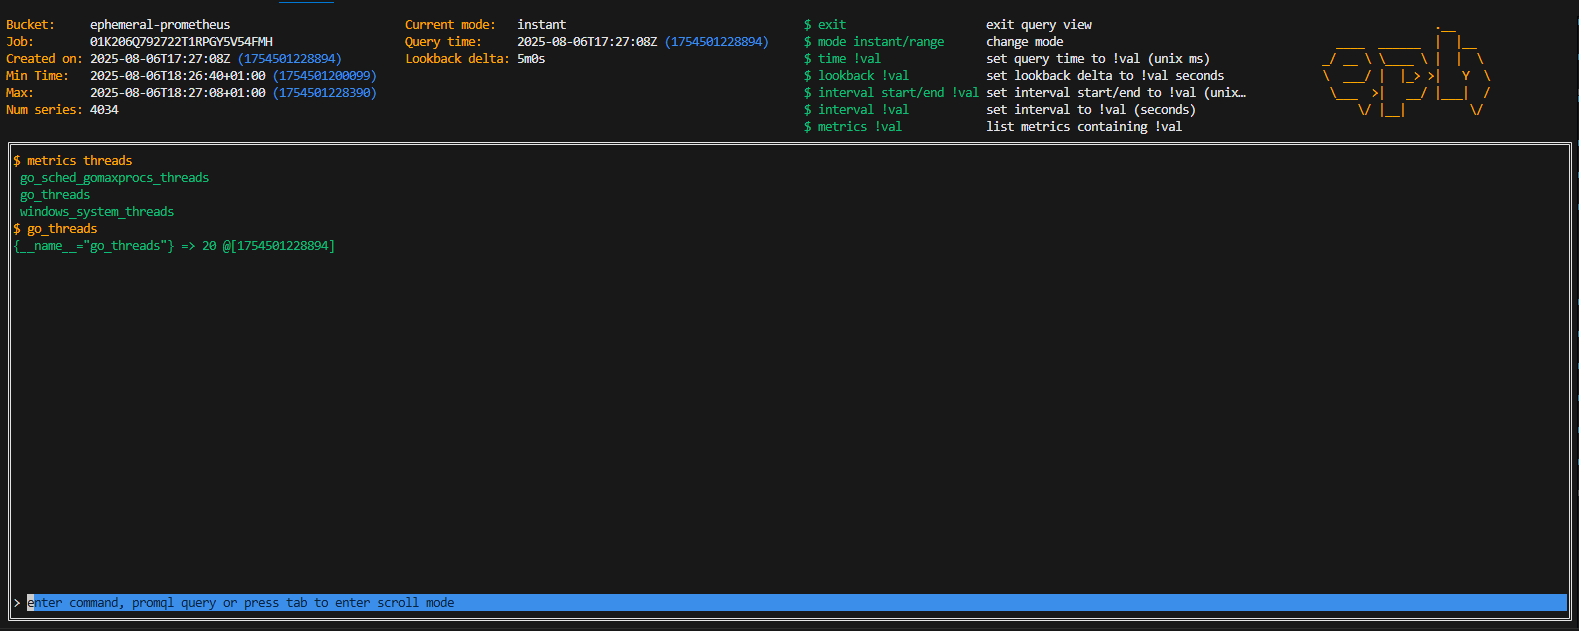 Bucket: ephemeral-prometheus
Job: 01K206Q792722T1RPGY5V54FMH
Created on: 2025-08-06T17:27:08Z (1754501228894)
Min Time: 2025-08-06T18:26:40+01:00 (1754501200099)
Max: 2025-08-06T18:27:08+01:00 (1754501228390)
Num series: 4034
Current mode: instant
Query time: 2025-08-06T17:27:08Z (1754501228894)
Lookback delta: 5m0s
$ exit exit query view
$ mode instant/range change mode
$ time !val set query time to !val (unix ms)
$ lookback !val set lookback delta to !val seconds
$ interval start/end !val set interval start/end to !val (unix…
$ interval !val set interval to !val (seconds)
$ metrics !val list metrics containing !val
$ metrics threads
go_sched_gomaxprocs_threads
go_threads
windows_system_threads
$ go_threads
{__name__="go_threads"} => 20 @[1754501228894]
> enter command, promql query or press tab to enter scroll mode